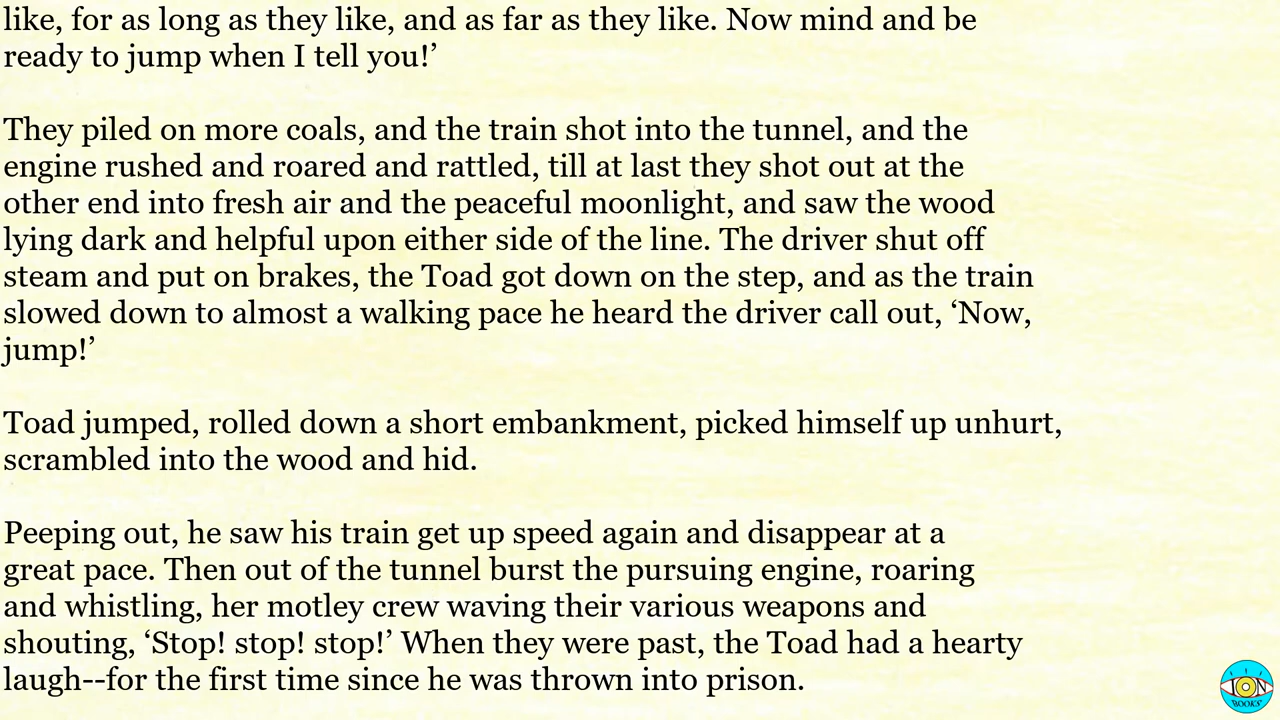 like, for as long as they like, and as far as they like. Now mind and be
ready to jump when I tell you!’
They piled on more coals, and the train shot into the tunnel, and the
engine rushed and roared and rattled, till at last they shot out at the
other end into fresh air and the peaceful moonlight, and saw the wood
lying dark and helpful upon either side of the line. The driver shut off
steam and put on brakes, the Toad got down on the step, and as the train
slowed down to almost a walking pace he heard the driver call out, ‘Now,
jump!’
Toad jumped, rolled down a short embankment, picked himself up unhurt,
scrambled into the wood and hid.
Peeping out, he saw his train get up speed again and disappear at a
great pace. Then out of the tunnel burst the pursuing engine, roaring
and whistling, her motley crew waving their various weapons and
shouting, ‘Stop! stop! stop!’ When they were past, the Toad had a hearty
laugh--for the first time since he was thrown into prison.
ION
BOOKS